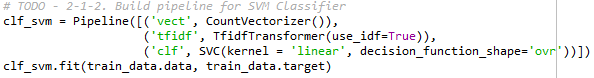 # TODO - 2-1-2. Build pipeline for SVM Classifier
clf_svm = Pipeline([('vect', CountVectorizer()),
('tfidf', TfidfTransformer(use_idf=True)),
('clf', SVC(kernel = 'linear', decision_function_shape='ovr'))])
clf_svm.fit(train_data.data, train_data.target)